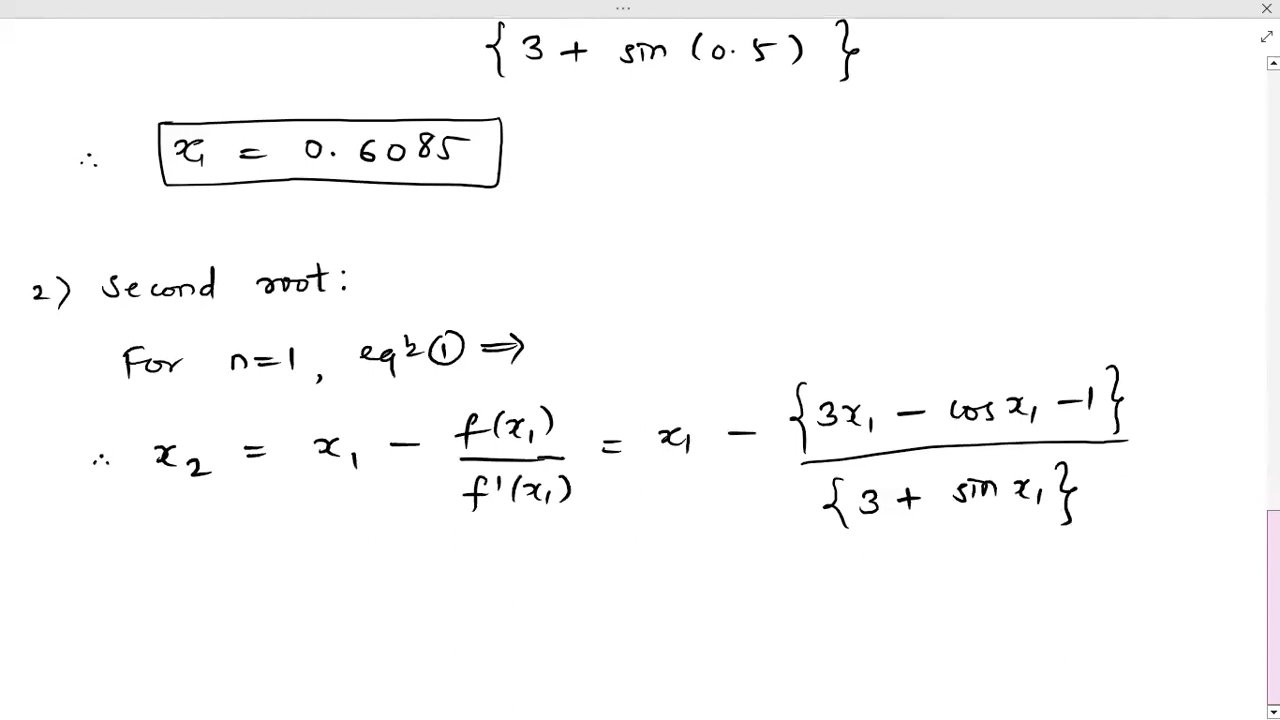 { 3 + sin (0.5) }
∴ x₁ = 0.6085
2) Second root:
For n=1, eqⁿ ① ⇒
∴ x₂ = x₁ − f(x₁) / f'(x₁) = x₁ − {3x₁ − cos x₁ − 1} / {3 + sin x₁}